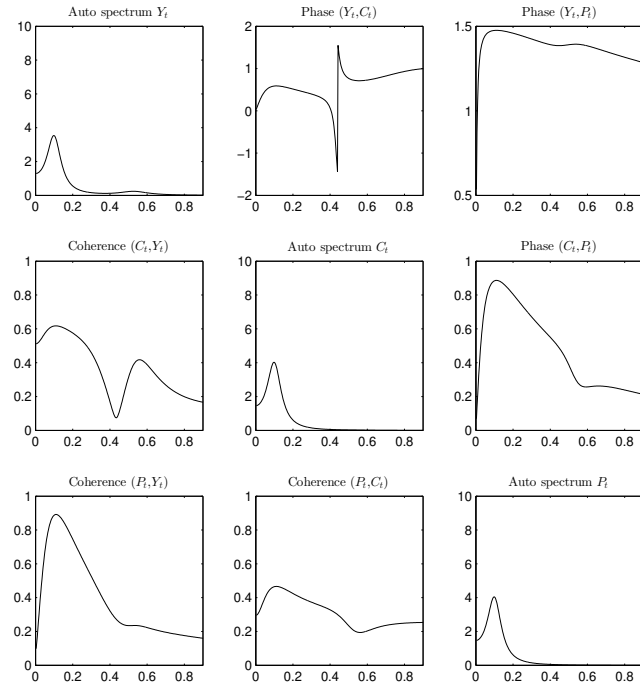 Auto spectrum Y_t
Phase (Y_t,C_t)
Phase (Y_t,P_t)
10
8
6
4
2
0
0 0.2 0.4 0.6 0.8
2
1
0
−1
−2
0 0.2 0.4 0.6 0.8
1.5
1
0.5
0 0.2 0.4 0.6 0.8
Coherence (C_t,Y_t)
Auto spectrum C_t
Phase (C_t,P_t)
1
0.8
0.6
0.4
0.2
0
0 0.2 0.4 0.6 0.8
10
8
6
4
2
0
0 0.2 0.4 0.6 0.8
1
0.8
0.6
0.4
0.2
0
0 0.2 0.4 0.6 0.8
Coherence (P_t,Y_t)
Coherence (P_t,C_t)
Auto spectrum P_t
1
0.8
0.6
0.4
0.2
0
0 0.2 0.4 0.6 0.8
1
0.8
0.6
0.4
0.2
0
0 0.2 0.4 0.6 0.8
10
8
6
4
2
0
0 0.2 0.4 0.6 0.8